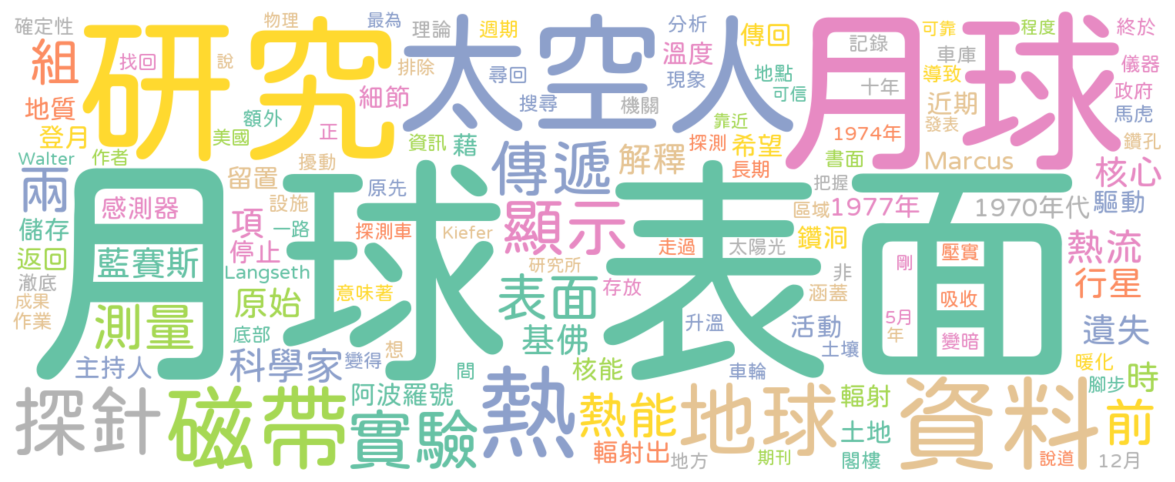 確定性
物理
最為
理論
週期
分析
傳回
記錄
可靠
程度
終於
研究
太空人
月球
組
找回
說
排除
尋回
溫度
現象
地點
車庫
導致
儀器
地質
細節
搜尋
機關
可信
十年
近期
政府
登月
額外
正
美國
資訊
藉
靠近
探測
希望
1974年
發表
馬虎
鑽孔
Walter
作者
擾動
傳遞
解釋
長期
書面
Marcus
核心
兩
留置
原先
月球表面
把握
感測器
項
設施
一路
顯示
區域
1977年
1970年代
驅動
儲存
停止
探測車
Kiefer
走過
太陽光
鑽洞
剛
壓實
熱流
返回
藍賽斯
Langseth
研究所
非
澈底
原始
意味著
表面
存放
涵蓋
吸收
行星
成果
測量
作業
底部
升溫
活動
5月
年
變暗
遺失
基佛
土壤
主持人
科學家
變得
想
間
核能
車輪
暖化
腳步
時
探針
磁帶
阿波羅號
實驗
熱
熱能
地球
輻射
資料
前
土地
輻射出
地方
期刊
閣樓
說道
12月